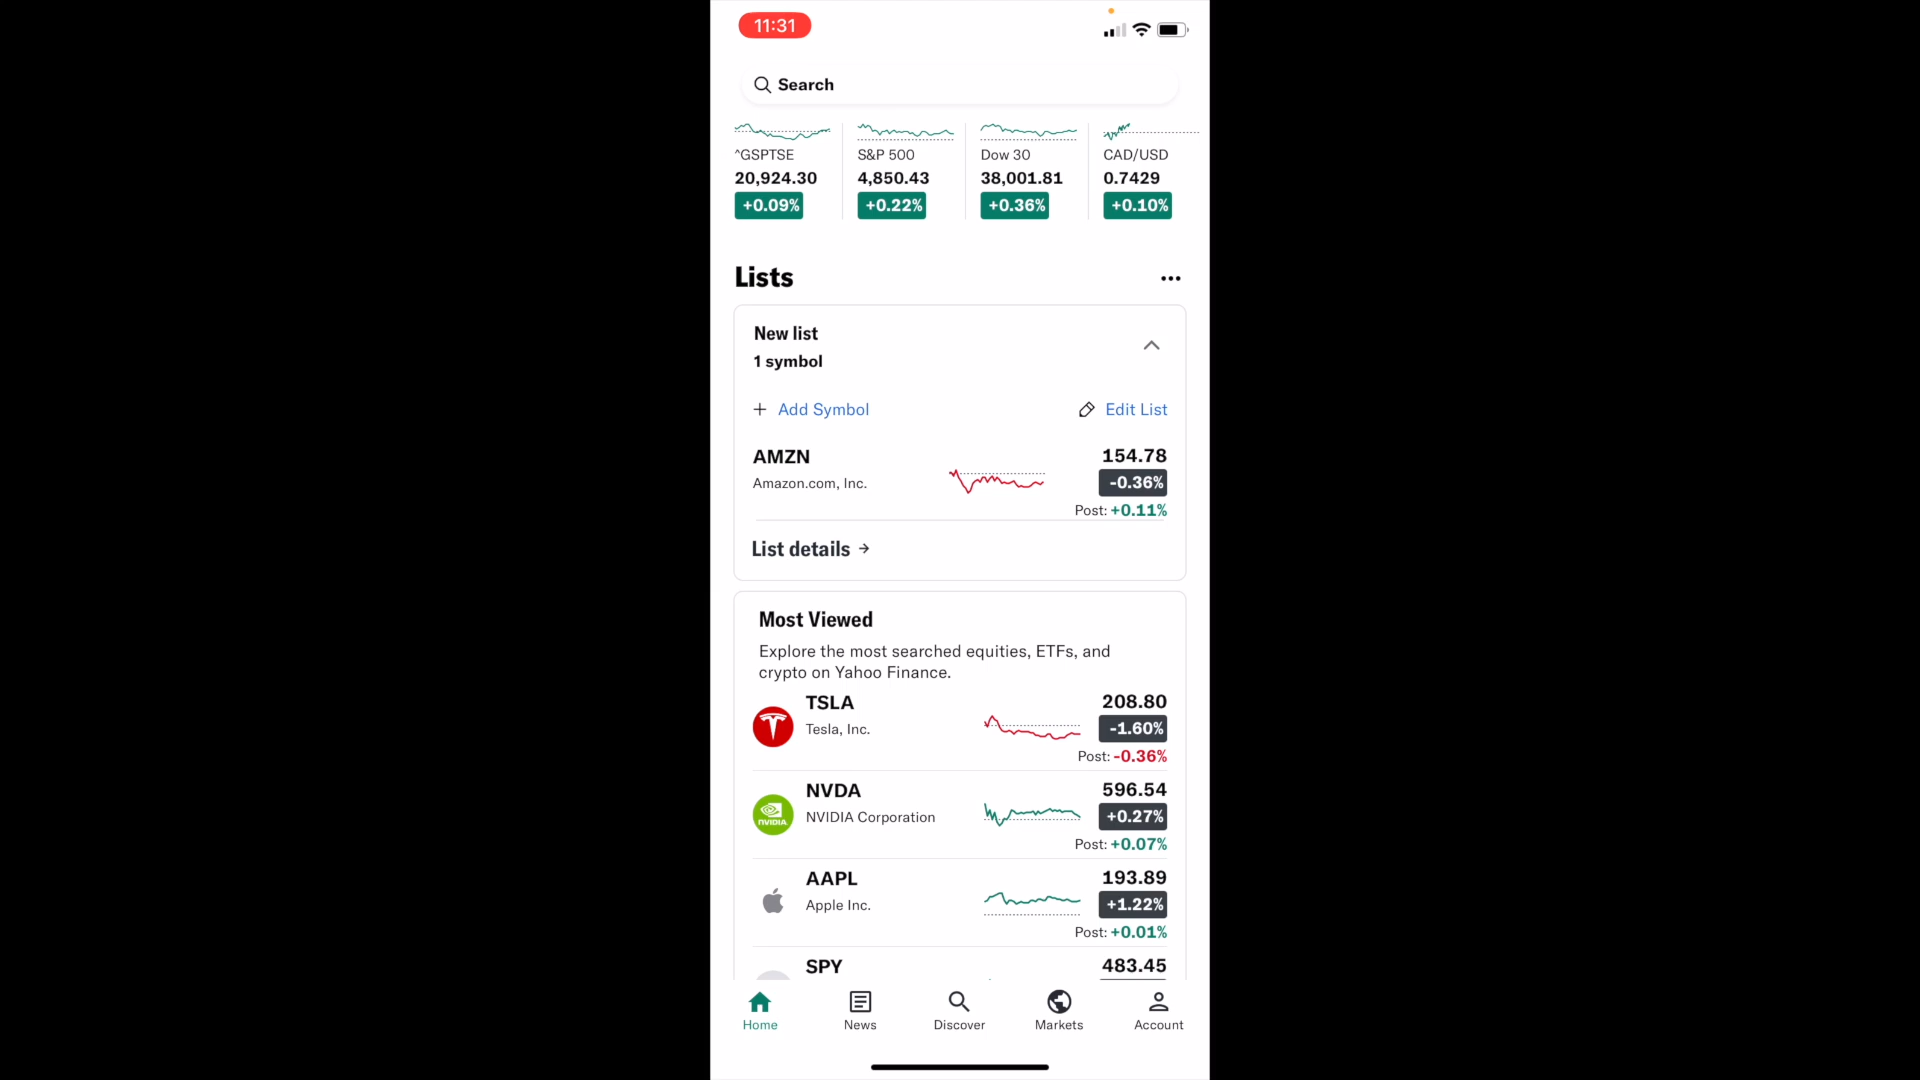 11:31
Search
^GSPTSE
20,924.30
+0.09%
S&P 500
4,850.43
+0.22%
Dow 30
38,001.81
+0.36%
CAD/USD
0.7429
+0.10%
Lists
New list
1 symbol
Add Symbol
Edit List
AMZN
Amazon.com, Inc.
154.78
-0.36%
Post: +0.11%
List details
Most Viewed
Explore the most searched equities, ETFs, and
crypto on Yahoo Finance.
TSLA
Tesla, Inc.
208.80
-1.60%
Post: -0.36%
NVIDIA
NVDA
NVIDIA Corporation
596.54
+0.27%
Post: +0.07%
AAPL
Apple Inc.
193.89
+1.22%
Post: +0.01%
SPY
483.45
Home
News
Discover
Markets
Account